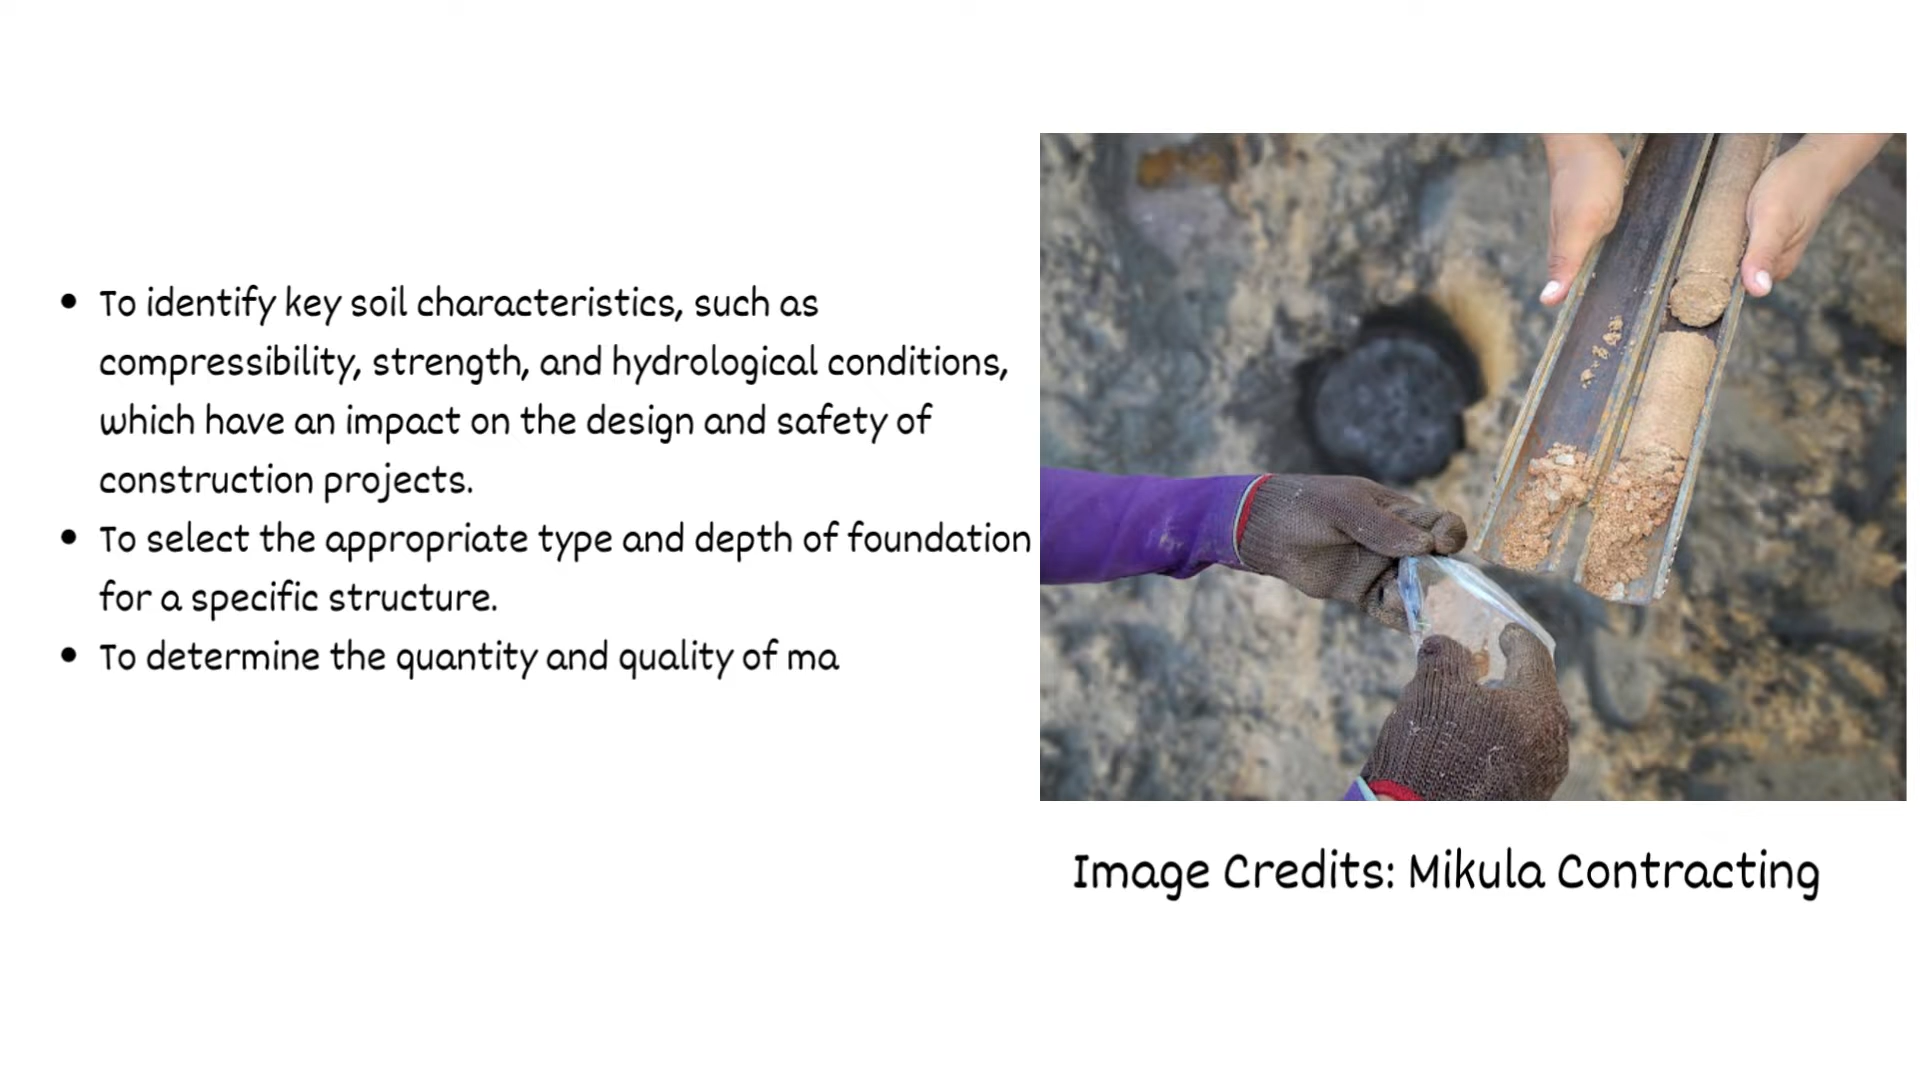 • To identify key soil characteristics, such as
compressibility, strength, and hydrological conditions,
which have an impact on the design and safety of
construction projects.
• To select the appropriate type and depth of foundation
for a specific structure.
• To determine the quantity and quality of ma
Image Credits: Mikula Contracting